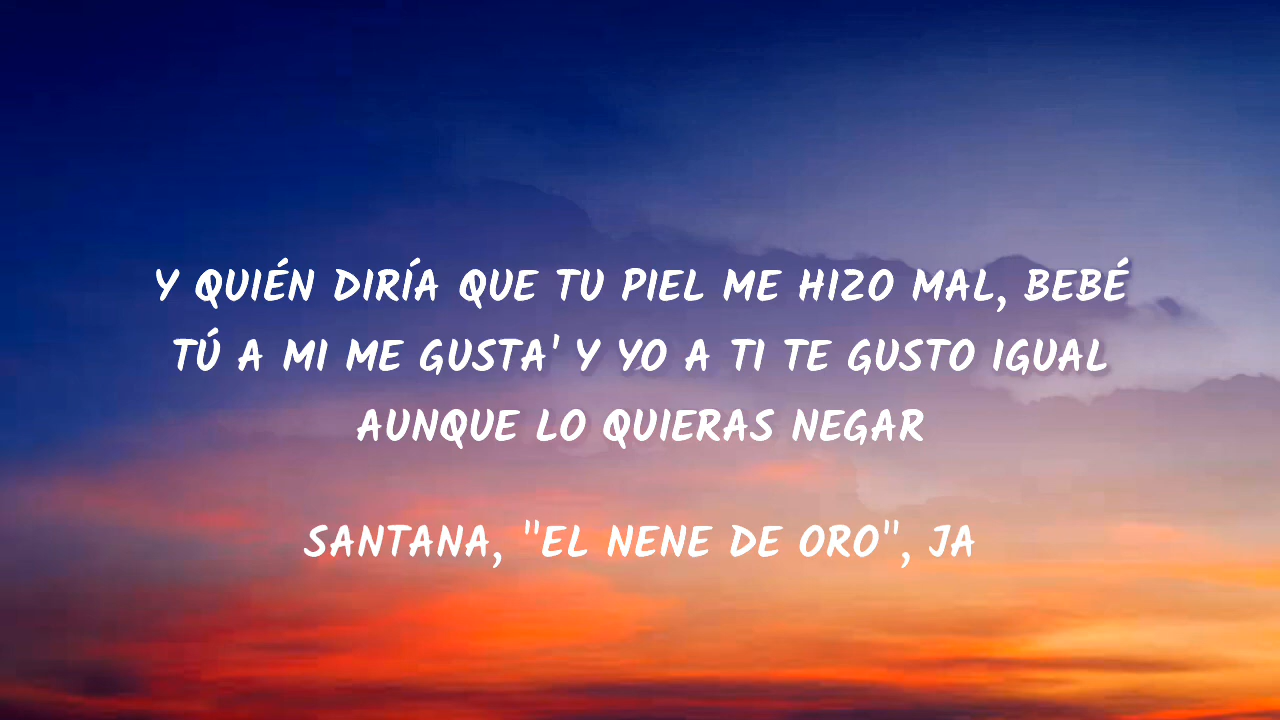 Y QUIÉN DIRÍA QUE TU PIEL ME HIZO MAL, BEBÉ
TÚ A MI ME GUSTA' Y YO A TI TE GUSTO IGUAL
AUNQUE LO QUIERAS NEGAR
SANTANA, "EL NENE DE ORO", JA